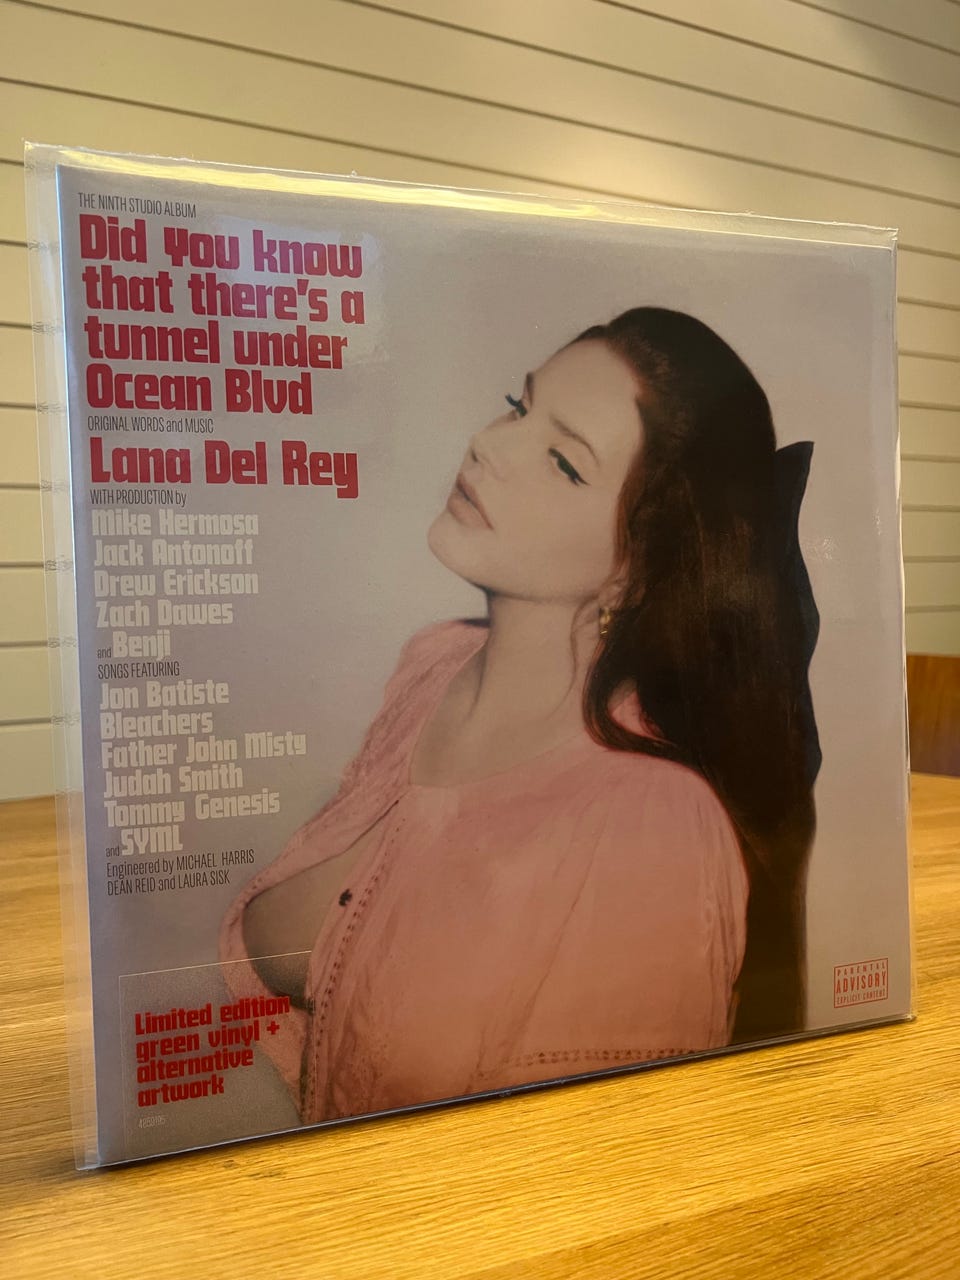 THE NINTH STUDIO ALBUM
Did you know
that there's a
tunnel under
Ocean Blvd
ORIGINAL WORDS and MUSIC
Lana Del Rey
WITH PRODUCTION by
Mike Hermosa
Jack Antonoff
Drew Erickson
Zach Dawes
and Benji
SONGS FEATURING
Jon Batiste
Bleachers
Father John Misty
Judah Smith
Tommy Genesis
and SYML
Engineered by MICHAEL HARRIS
DEAN REID and LAURA SISK
Limited edition
green vinyl +
alternative
artwork
4859195
PARENTAL
ADVISORY
EXPLICIT CONTENT